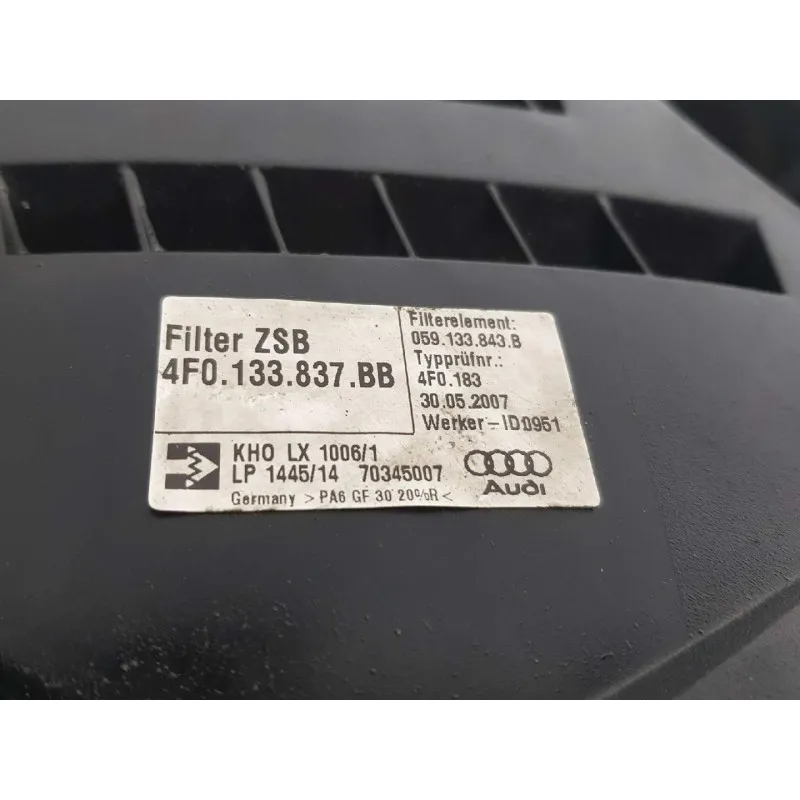 Filter ZSB
4F0.133.837.BB
Filterelement:
059.133.843.B
Typprüfnr.:
4F0.183
30.05.2007
Werker-ID0951
KHO LX 1006/1
LP 1445/14 70345007
Germany >PA6 GF 30 20%R<
Audi